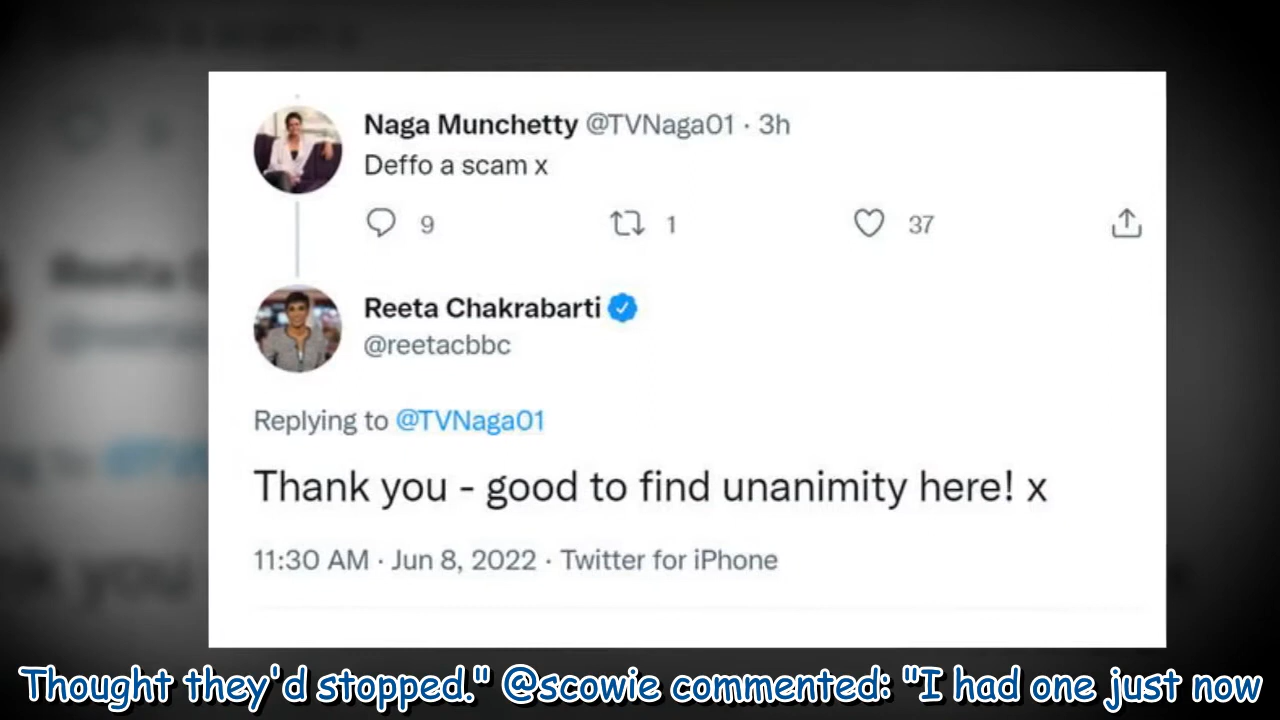 Naga Munchetty @TVNaga01 · 3h
Deffo a scam x
9 1 37
Reeta Chakrabarti
@reetacbbc
Replying to @TVNaga01
Thank you - good to find unanimity here! x
11:30 AM · Jun 8, 2022 · Twitter for iPhone
Thought they'd stopped." @scowie commented: "I had one just now